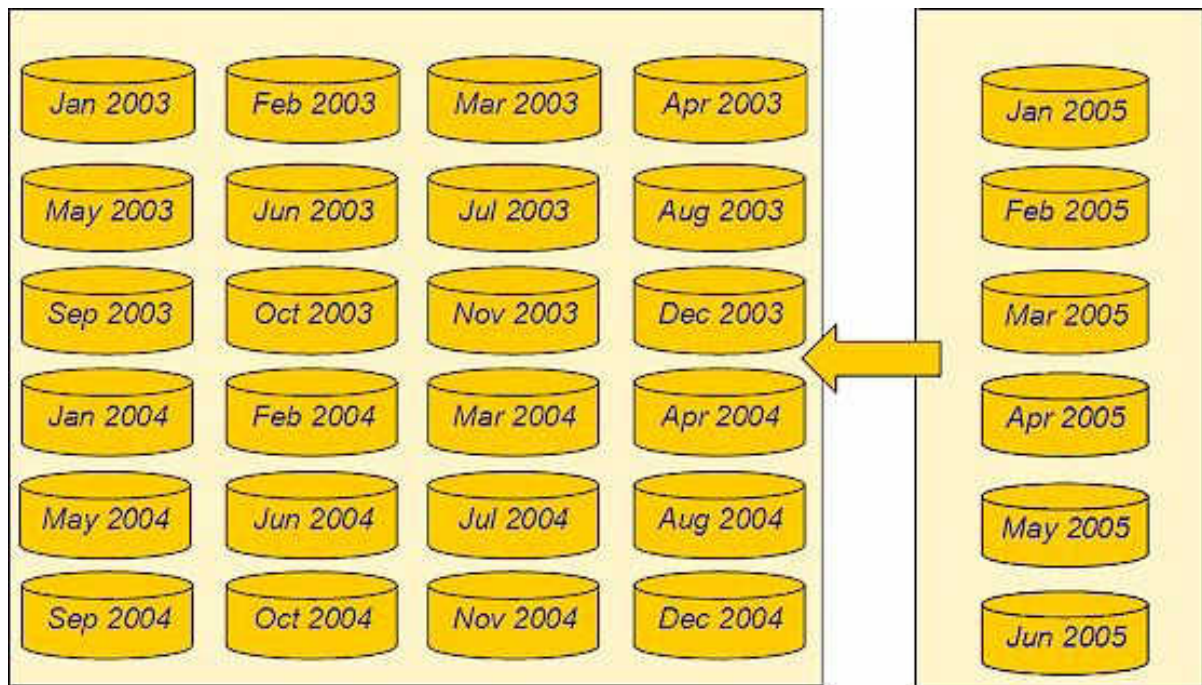 Jan 2003
Feb 2003
Mar 2003
Apr 2003
May 2003
Jun 2003
Jul 2003
Aug 2003
Sep 2003
Oct 2003
Nov 2003
Dec 2003
Jan 2004
Feb 2004
Mar 2004
Apr 2004
May 2004
Jun 2004
Jul 2004
Aug 2004
Sep 2004
Oct 2004
Nov 2004
Dec 2004
Jan 2005
Feb 2005
Mar 2005
Apr 2005
May 2005
Jun 2005